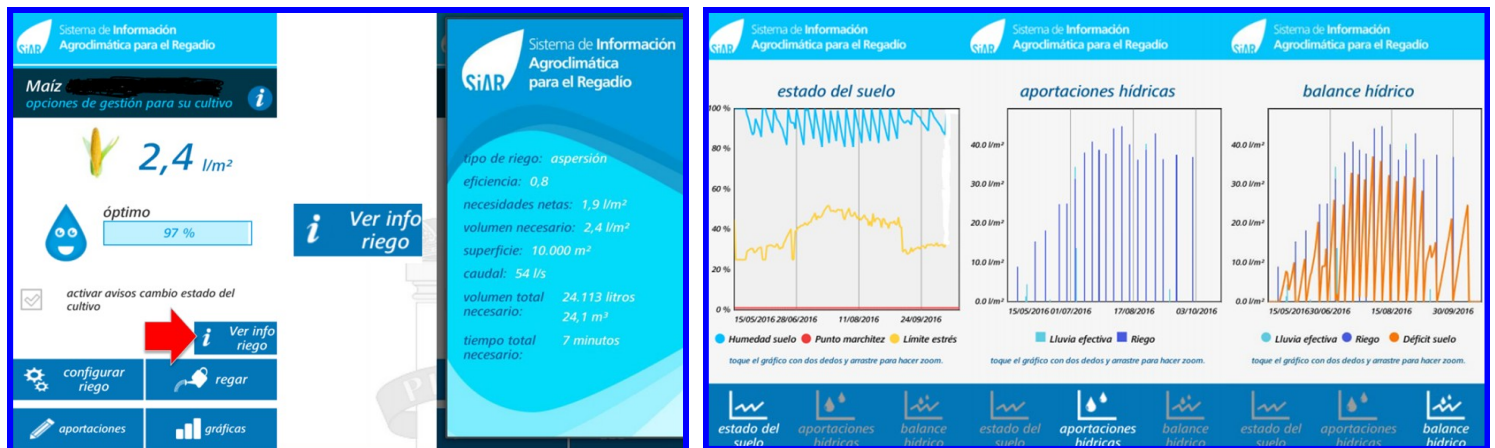 SiAR
Sistema de Información
Agroclimática para el Regadío
Maíz
opciones de gestión para su cultivo
i
2,4 l/m²
óptimo
97 %
activar avisos cambio estado del
cultivo
i Ver info
riego
configurar
riego
regar
aportaciones
gráficas
i Ver info
riego
SiAR
Sistema de Información
Agroclimática
para el Regadío
tipo de riego: aspersión
eficiencia: 0,8
necesidades netas: 1,9 l/m²
volumen necesario: 2,4 l/m²
superficie: 10.000 m²
caudal: 54 l/s
volumen total 24.113 litros
necesario: 24,1 m³
tiempo total 7 minutos
necesario:
SiAR
Sistema de Información
Agroclimática para el Regadío
estado del suelo
100 %
80 %
60 %
40 %
20 %
0 %
15/05/2016 28/06/2016 11/08/2016 24/09/2016
Humedad suelo Punto marchitez Límite estrés
toque el gráfico con dos dedos y arrastre para hacer zoom.
estado del
suelo
aportaciones
hídricas
balance
hídrico
SiAR
Sistema de Información
Agroclimática para el Regadío
aportaciones hídricas
40.0 l/m²
30.0 l/m²
20.0 l/m²
10.0 l/m²
0.0 l/m²
15/05/2016 01/07/2016 17/08/2016 03/10/2016
Lluvia efectiva Riego
toque el gráfico con dos dedos y arrastre para hacer zoom.
estado del
suelo
aportaciones
hídricas
balance
hídrico
SiAR
Sistema de Información
Agroclimática para el Regadío
balance hídrico
40.0 l/m²
30.0 l/m²
20.0 l/m²
10.0 l/m²
0.0 l/m²
15/05/2016 30/06/2016 15/08/2016 30/09/2016
Lluvia efectiva Riego Déficit suelo
toque el gráfico con dos dedos y arrastre para hacer zoom.
estado del
suelo
aportaciones
hídricas
balance
hídrico